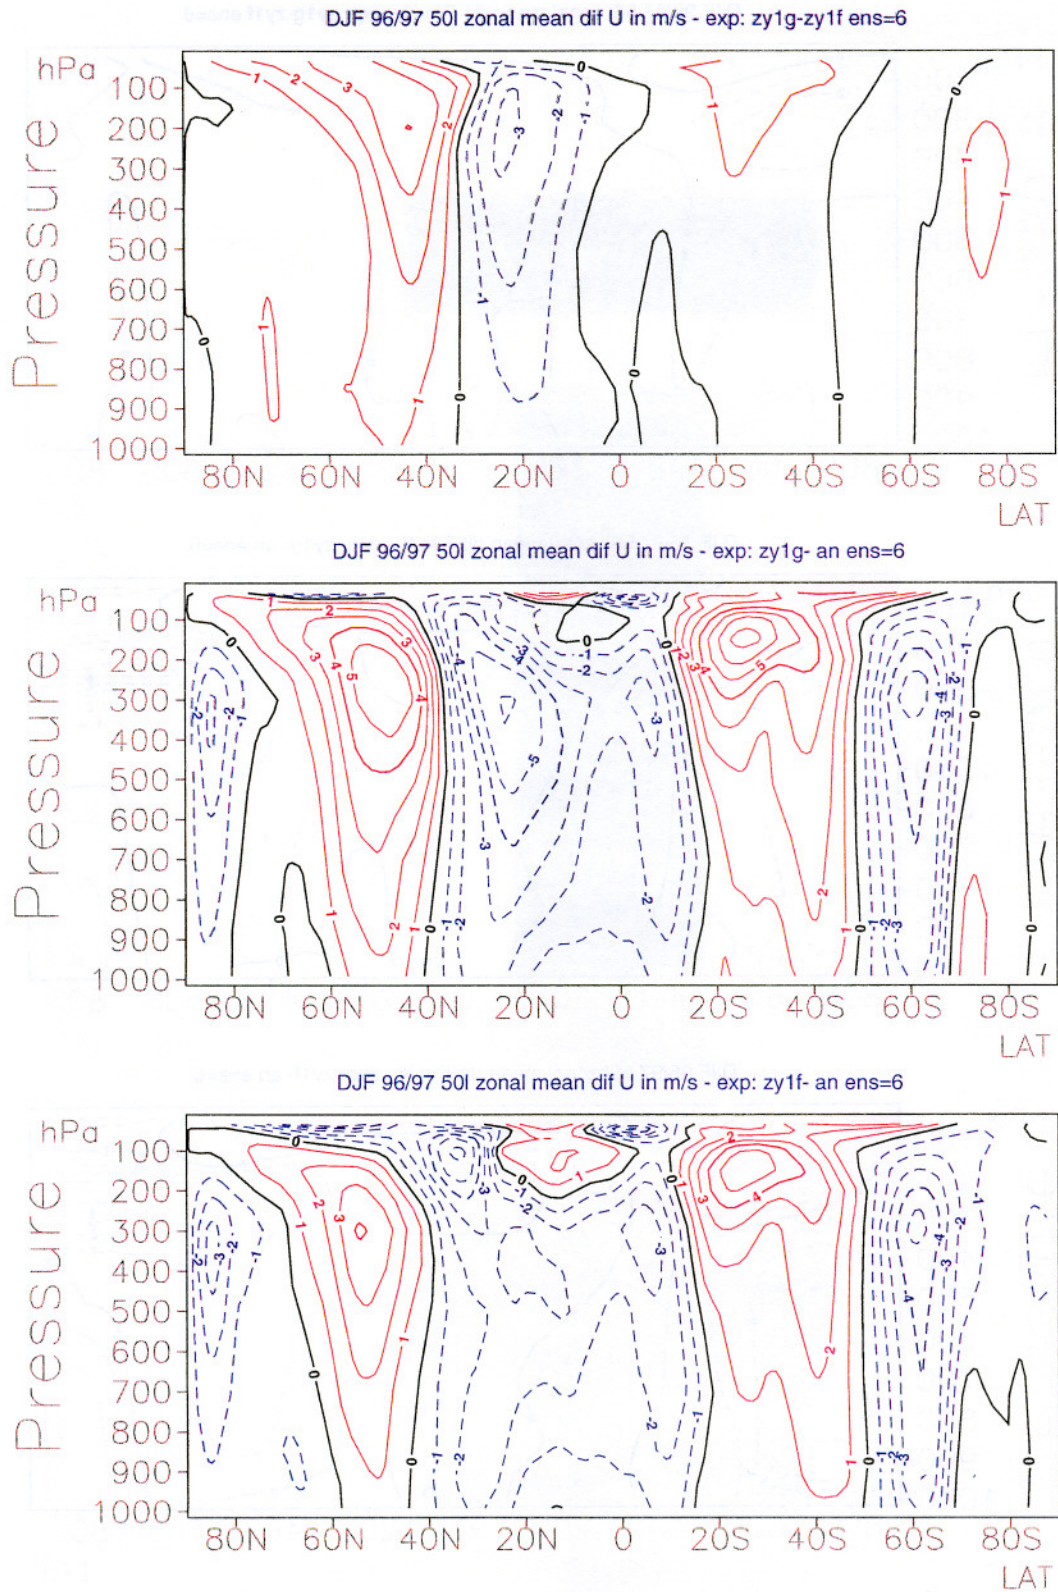 DJF 96/97 50l zonal mean dif U in m/s - exp: zy1g-zy1f ens=6
hPa
100
200
300
400
500
600
700
800
900
1000
Pressure
80N 60N 40N 20N 0 20S 40S 60S 80S
LAT
DJF 96/97 50l zonal mean dif U in m/s - exp: zy1g- an ens=6
hPa
100
200
300
400
500
600
700
800
900
1000
Pressure
80N 60N 40N 20N 0 20S 40S 60S 80S
LAT
DJF 96/97 50l zonal mean dif U in m/s - exp: zy1f- an ens=6
hPa
100
200
300
400
500
600
700
800
900
1000
Pressure
80N 60N 40N 20N 0 20S 40S 60S 80S
LAT